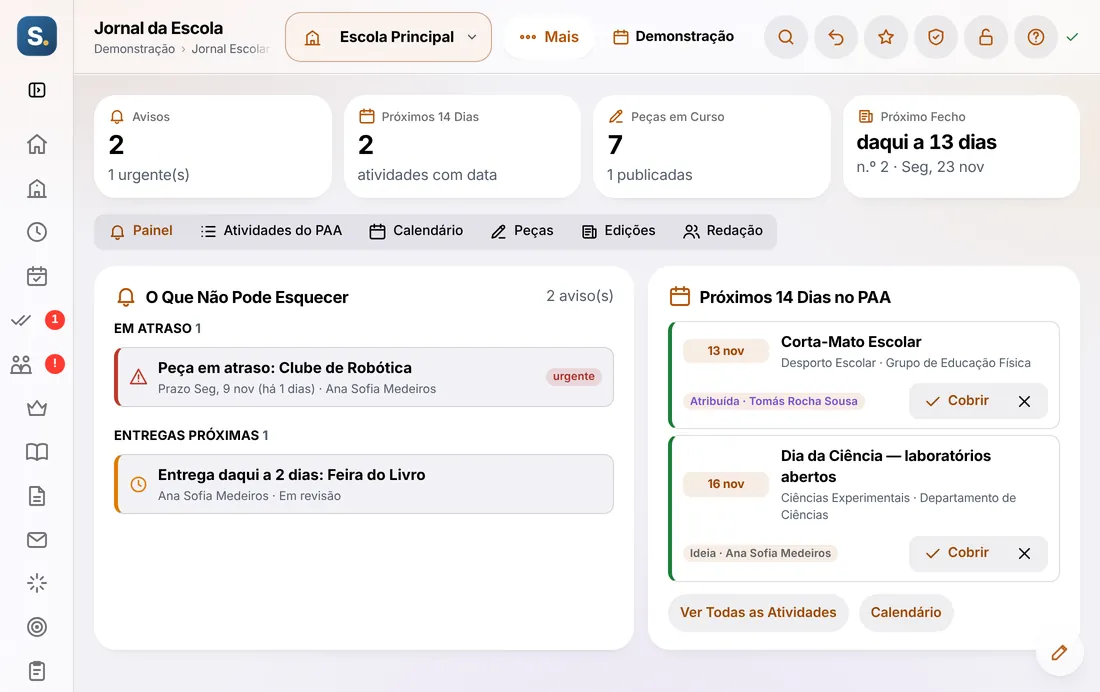 S.
Jornal da Escola
Demonstração › Jornal Escolar
Escola Principal
Mais
Demonstração
Avisos
2
1 urgente(s)
Próximos 14 Dias
2
atividades com data
Peças em Curso
7
1 publicadas
Próximo Fecho
daqui a 13 dias
n.º 2 · Seg, 23 nov
1
!
Painel
Atividades do PAA
Calendário
Peças
Edições
Redação
O Que Não Pode Esquecer
2 aviso(s)
EM ATRASO 1
Peça em atraso: Clube de Robótica
Prazo Seg, 9 nov (há 1 dias) · Ana Sofia Medeiros
urgente
ENTREGAS PRÓXIMAS 1
Entrega daqui a 2 dias: Feira do Livro
Ana Sofia Medeiros · Em revisão
Próximos 14 Dias no PAA
13 nov
Corta-Mato Escolar
Desporto Escolar · Grupo de Educação Física
Atribuída · Tomás Rocha Sousa
Cobrir
16 nov
Dia da Ciência — laboratórios
abertos
Ciências Experimentais · Departamento de
Ciências
Ideia · Ana Sofia Medeiros
Cobrir
Ver Todas as Atividades
Calendário